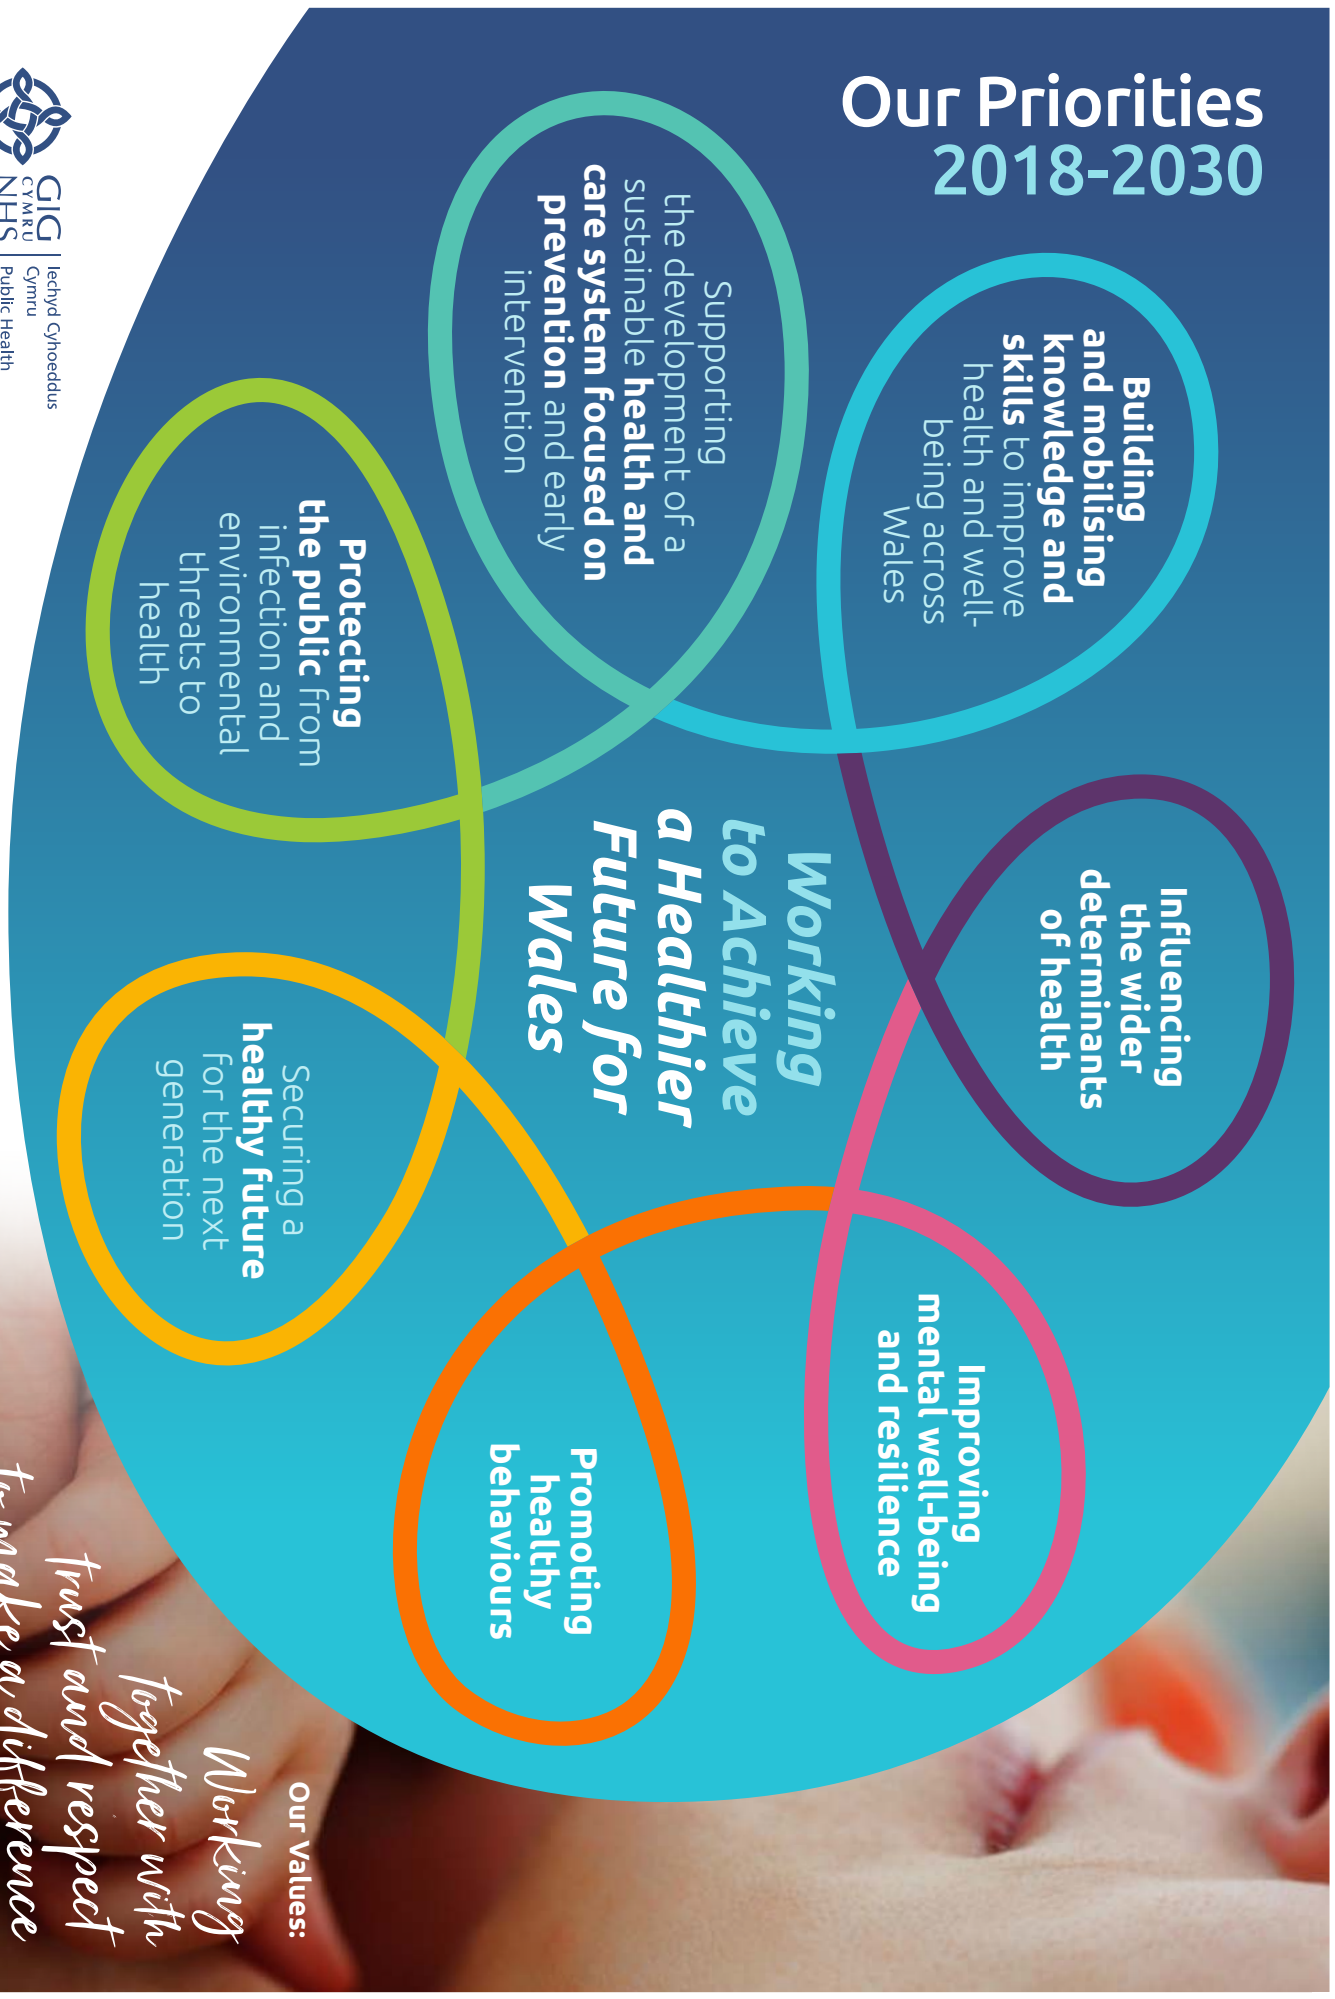 Our Priorities
2018-2030
Building
and mobilising
knowledge and
skills to improve
health and well-
being across
Wales
Influencing
the wider
determinants
of health
Supporting
the development of a
sustainable health and
care system focused on
prevention and early
intervention
Working
to Achieve
a Healthier
Future for
Wales
Improving
mental well-being
and resilience
Protecting
the public from
infection and
environmental
threats to
health
Securing a
healthy future
for the next
generation
Promoting
healthy
behaviours
GIG
CYMRU
NHS
Iechyd Cyhoeddus
Cymru
Public Health
Our Values:
Working
together with
trust and respect
to make a difference